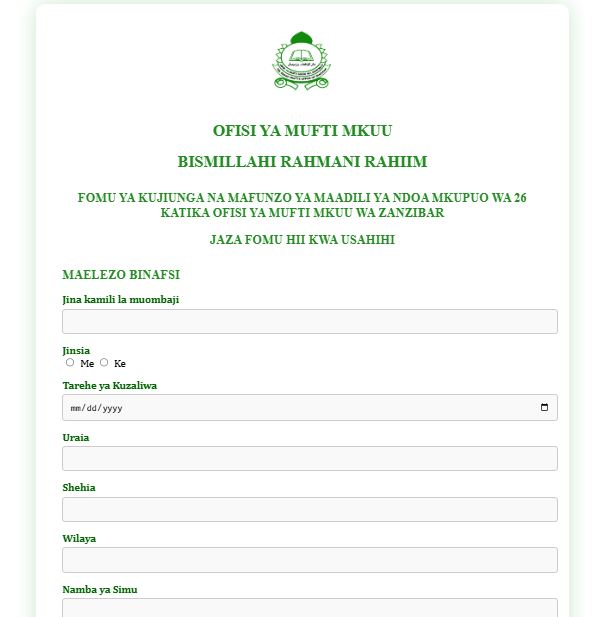 OFISI YA MUFTI MKUU
BISMILLAHI RAHMANI RAHIIM
FOMU YA KUJIUNGA NA MAFUNZO YA MAADILI YA NDOA MKUPUO WA 26
KATIKA OFISI YA MUFTI MKUU WA ZANZIBAR
JAZA FOMU HII KWA USAHIHI
MAELEZO BINAFSI
Jina kamili la muombaji
Jinsia
Me Ke
Tarehe ya Kuzaliwa
mm/dd/yyyy
Uraia
Shehia
Wilaya
Namba ya Simu